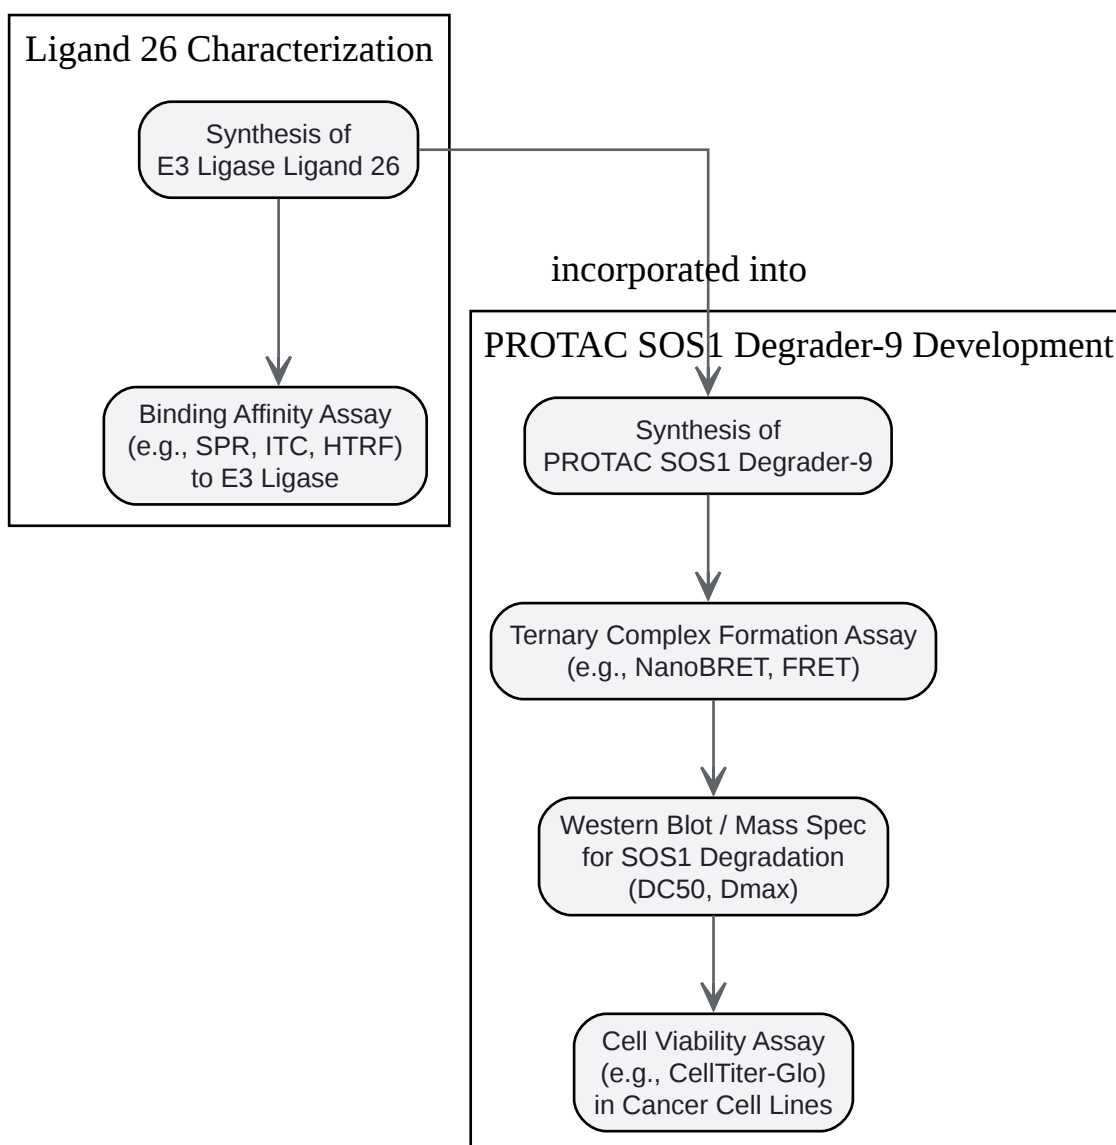 Ligand 26 Characterization
Synthesis of
E3 Ligase Ligand 26
incorporated into
Binding Affinity Assay
(e.g., SPR, ITC, HTRF)
to E3 Ligase
PROTAC SOS1 Degrader-9 Development
Synthesis of
PROTAC SOS1 Degrader-9
Ternary Complex Formation Assay
(e.g., NanoBRET, FRET)
Western Blot / Mass Spec
for SOS1 Degradation
(DC50, Dmax)
Cell Viability Assay
(e.g., CellTiter-Glo)
in Cancer Cell Lines